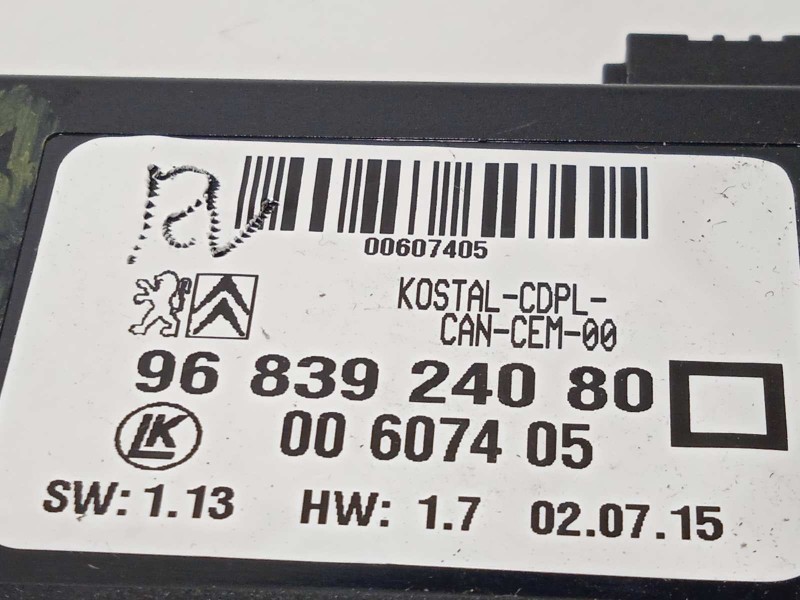 00607405
KOSTAL-CDPL-
CAN-CEM-00
96 839 240 80
LK
00 6074 05
SW: 1.13 HW: 1.7 02.07.15